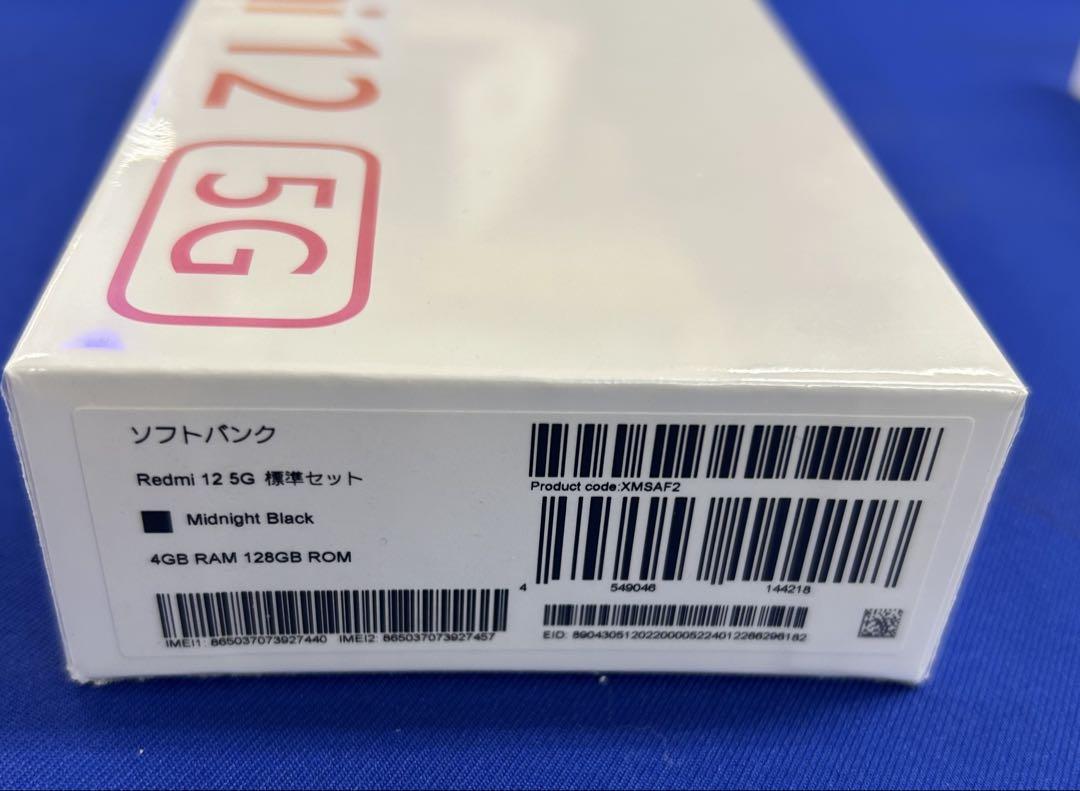 i 12 5G
ソフトバンク
Redmi 12 5G 標準セット
Midnight Black
4GB RAM 128GB ROM
IMEI1: 865037073927440 IMEI2: 865037073927457
Product code:XMSAF2
4 549046 144218
EID: 89043051202200005224012266296182